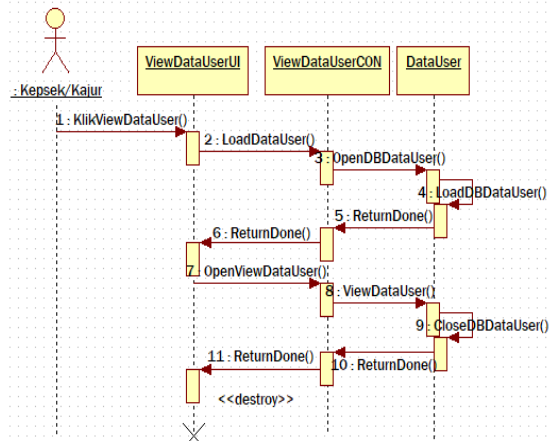 ViewDataUserUI
ViewDataUserCON
DataUser
: Kepsek/Kajur
1 : KlikViewDataUser()
2 : LoadDataUser()
3 : OpenDBDataUser()
4 : LoadDBDataUser()
5 : ReturnDone()
6 : ReturnDone()
7 : OpenViewDataUser()
8 : ViewDataUser()
9 : CloseDBDataUser()
10 : ReturnDone()
11 : ReturnDone()
<<destroy>>